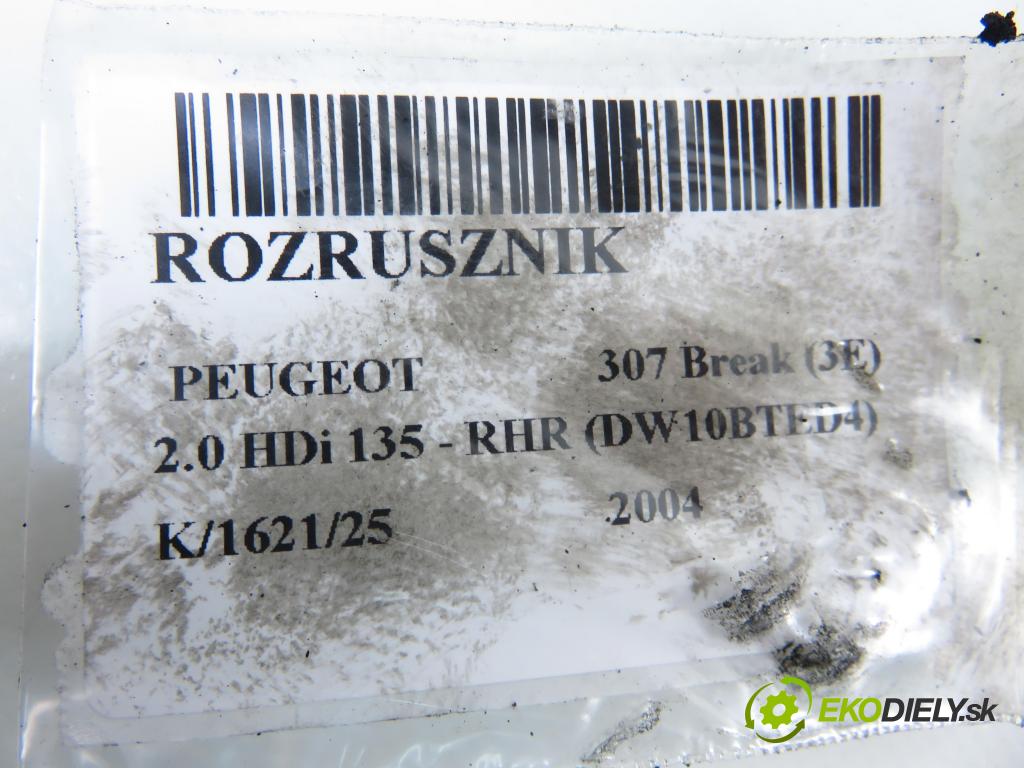 ROZRUSZNIK
PEUGEOT 307 Break (3E)
2.0 HDi 135 - RHR (DW10BTED4)
K/1621/25 2004
EKODIELY.sk